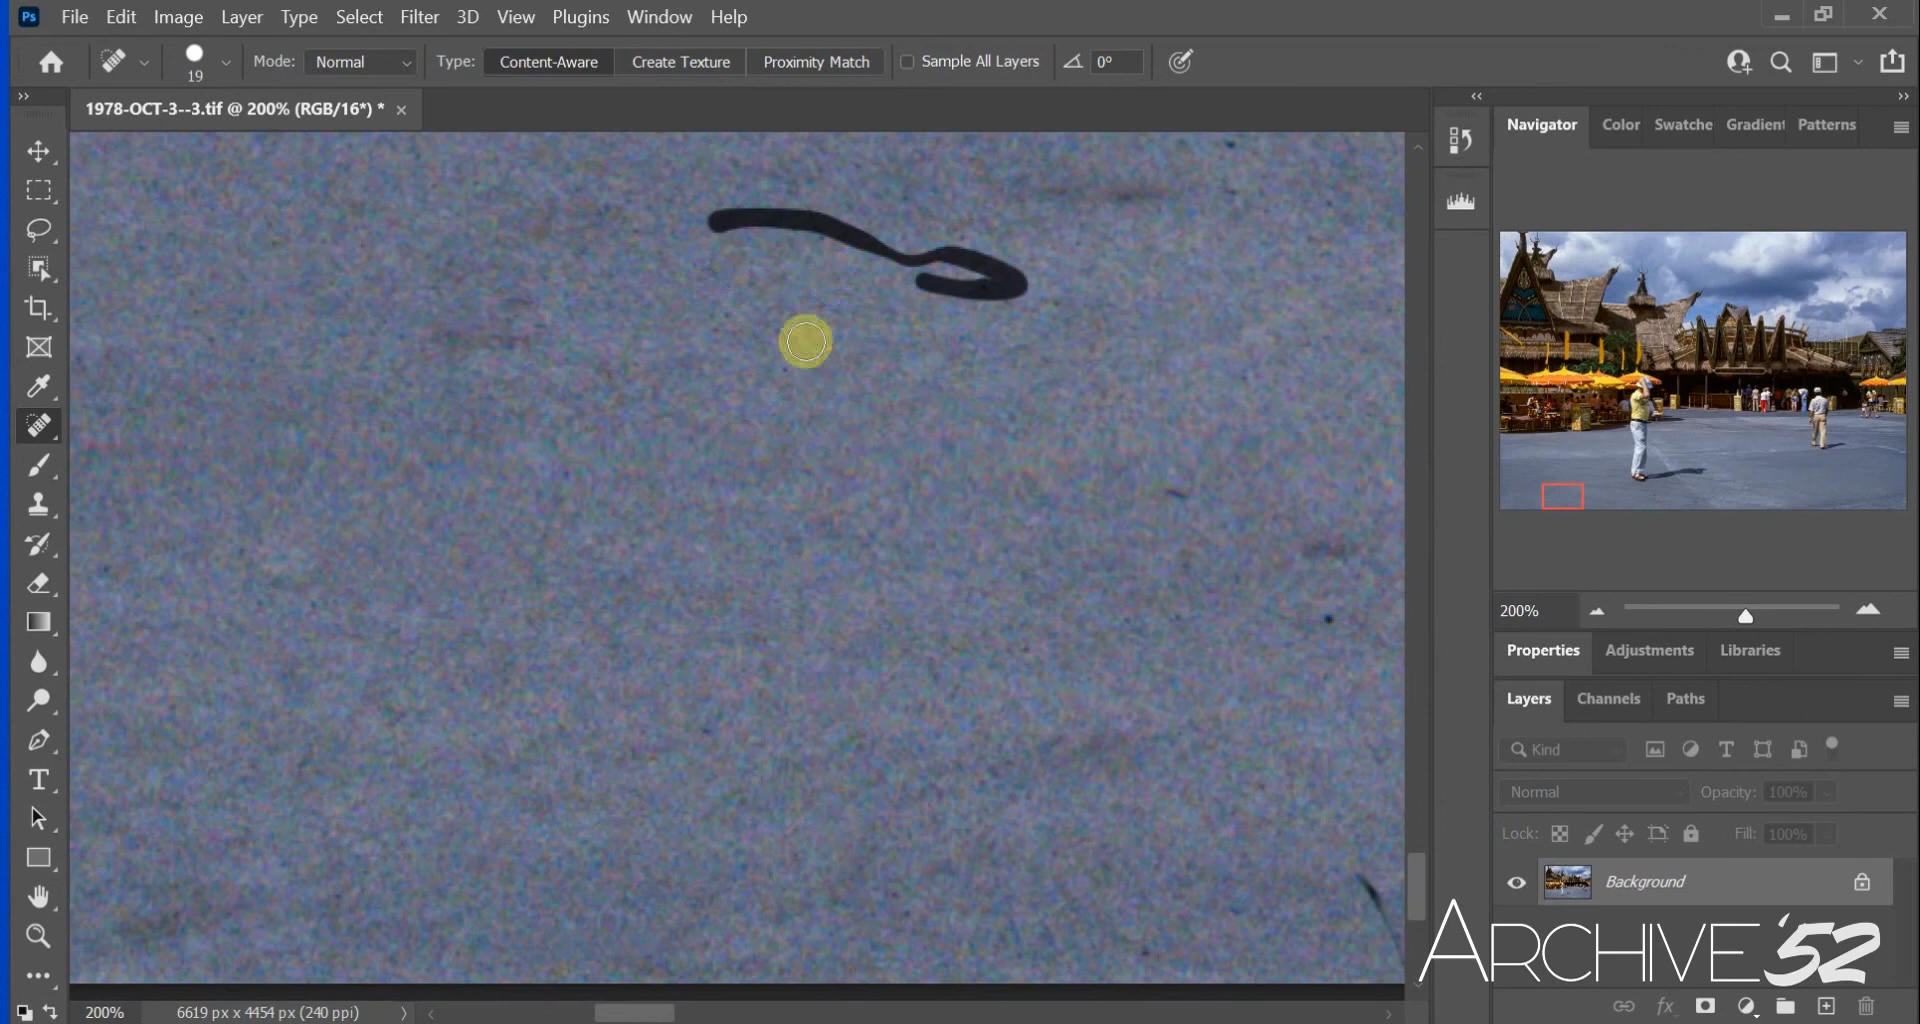 Ps File Edit Image Layer Type Select Filter 3D View Plugins Window Help
19 Mode: Normal Type: Content-Aware Create Texture Proximity Match Sample All Layers 0°
1978-OCT-3--3.tif @ 200% (RGB/16*) *
Navigator Color Swatche Gradient Patterns
200%
Properties Adjustments Libraries
Layers Channels Paths
Kind
Normal Opacity: 100%
Lock: Fill: 100%
Background
ARCHIVE '52
fx
200% 6619 px x 4454 px (240 ppi)